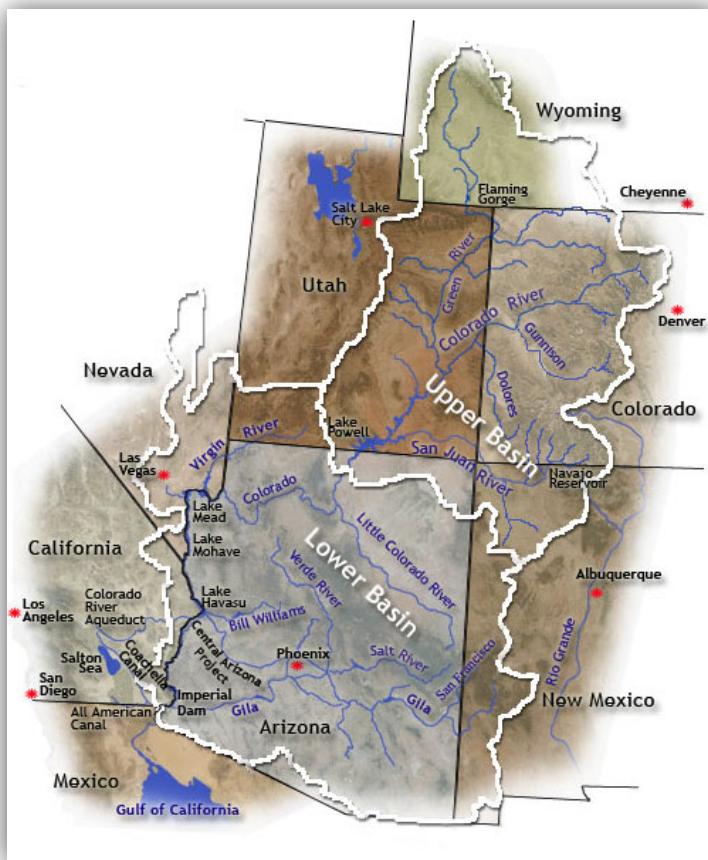 Wyoming
Flaming
Gorge
Cheyenne
Salt Lake
City
Utah
Green
River
Colorado River
Gunnison
Denver
Nevada
Dolores
Upper Basin
Colorado
Lake
Powell
Virgin River
San Juan River
Las
Vegas
Navajo
Reservoir
Lake
Mead
Colorado
Lake
Mohave
California
Lower Basin
Little Colorado River
Verde River
Lake
Havasu
Albuquerque
Los
Angeles
Colorado
River
Aqueduct
Bill Williams
Rio Grande
Central Arizona
Project
Coachella
Canal
Phoenix
Salt River
San Francisco
Salton
Sea
San
Diego
Imperial
Dam
Gila
Gila
New Mexico
All American
Canal
Arizona
Mexico
Gulf of California